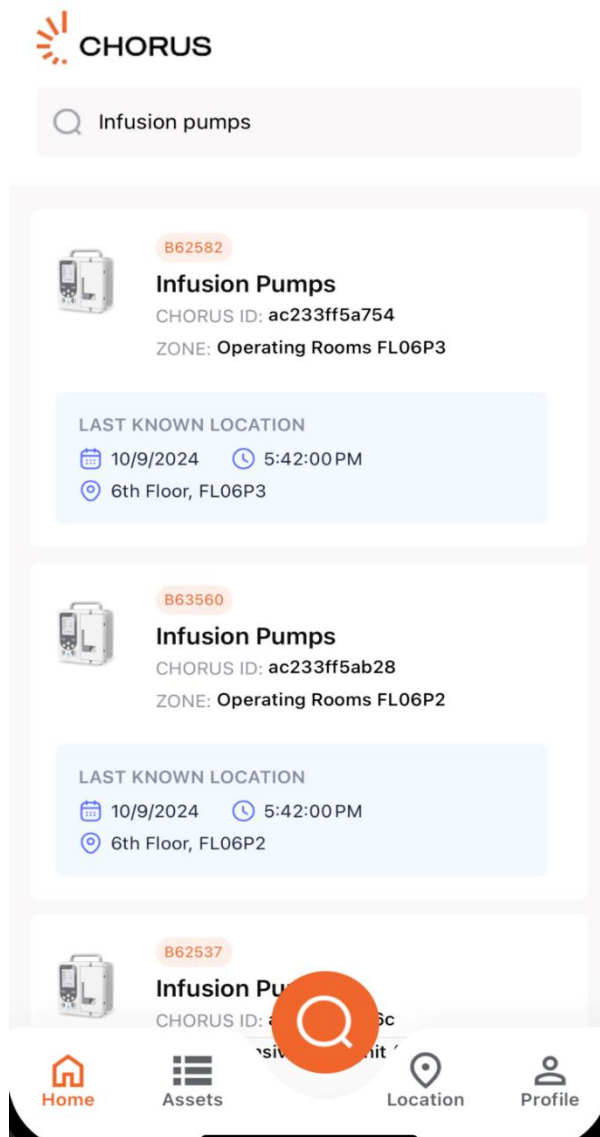 CHORUS
Infusion pumps
B62582
Infusion Pumps
CHORUS ID: ac233ff5a754
ZONE: Operating Rooms FL06P3
LAST KNOWN LOCATION
10/9/2024 5:42:00 PM
6th Floor, FL06P3
B63560
Infusion Pumps
CHORUS ID: ac233ff5ab28
ZONE: Operating Rooms FL06P2
LAST KNOWN LOCATION
10/9/2024 5:42:00 PM
6th Floor, FL06P2
B62537
Infusion
CHORUS ID:
Home Assets Location Profile